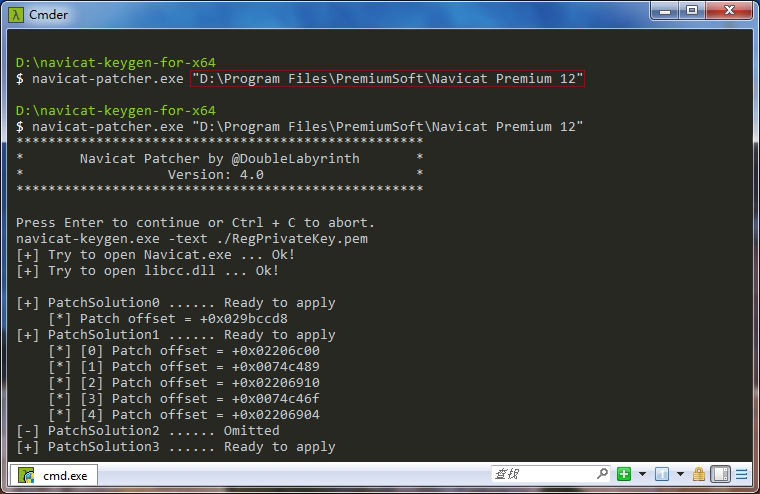 Cmder
D:\navicat-keygen-for-x64
$ navicat-patcher.exe "D:\Program Files\PremiumSoft\Navicat Premium 12"
D:\navicat-keygen-for-x64
$ navicat-patcher.exe "D:\Program Files\PremiumSoft\Navicat Premium 12"
***************************************************
*       Navicat Patcher by @DoubleLabyrinth       *
*                  Version: 4.0                   *
***************************************************
Press Enter to continue or Ctrl + C to abort.
navicat-keygen.exe -text ./RegPrivateKey.pem
[+] Try to open Navicat.exe ... Ok!
[+] Try to open libcc.dll ... Ok!
[+] PatchSolution0 ...... Ready to apply
    [*] Patch offset = +0x029bccd8
[+] PatchSolution1 ...... Ready to apply
    [*] [0] Patch offset = +0x02206c00
    [*] [1] Patch offset = +0x0074c489
    [*] [2] Patch offset = +0x02206910
    [*] [3] Patch offset = +0x0074c46f
    [*] [4] Patch offset = +0x02206904
[-] PatchSolution2 ...... Omitted
[+] PatchSolution3 ...... Ready to apply
cmd.exe 查找